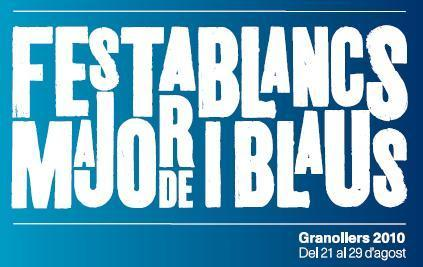 FESTA BLANCS
MAJOR DE I BLAUS
Granollers 2010
Del 21 al 29 d'agost